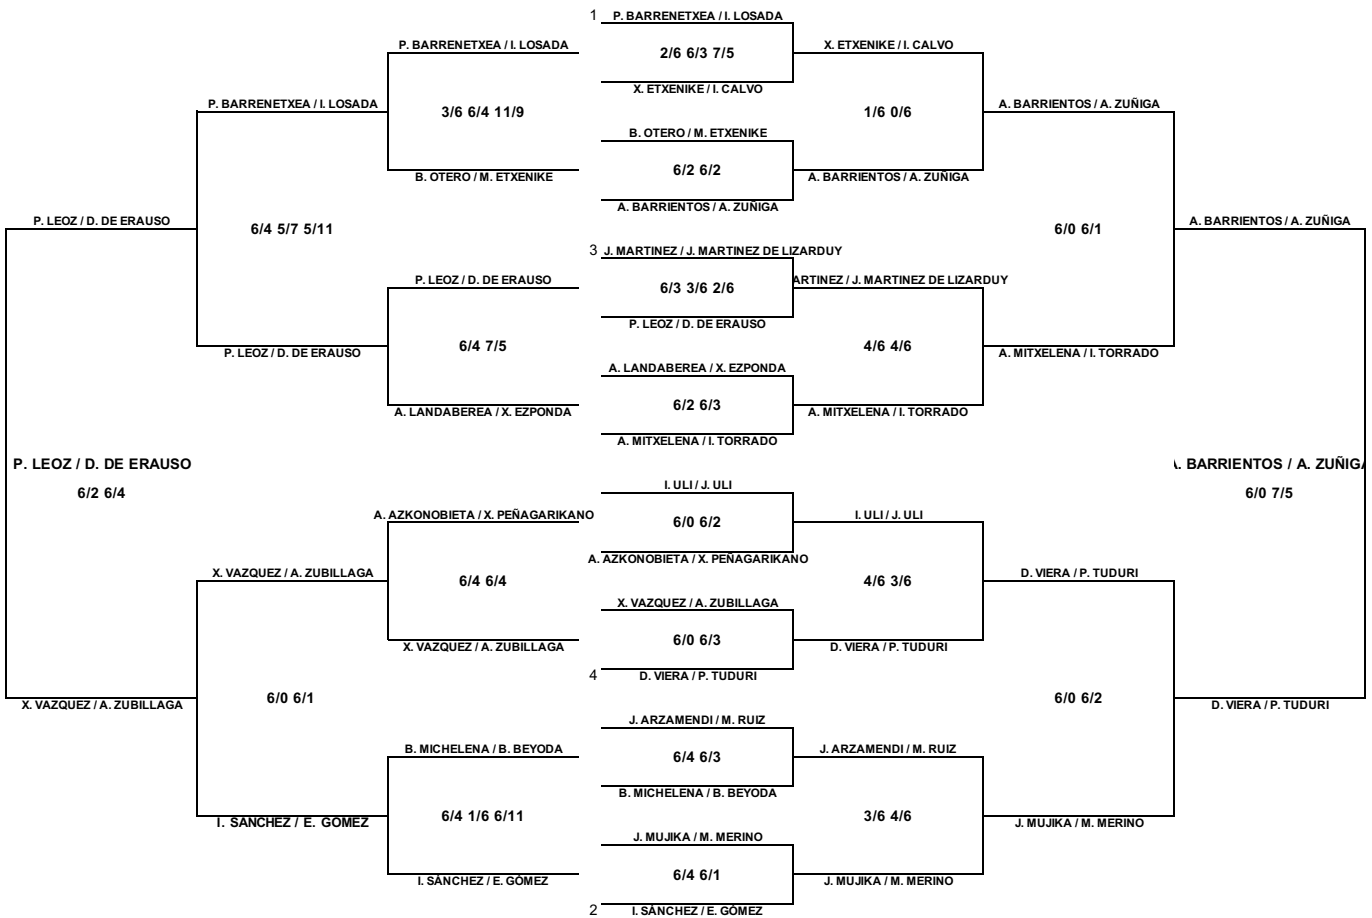 1 P. BARRENETXEA / I. LOSADA
P. BARRENETXEA / I. LOSADA 2/6 6/3 7/5 X. ETXENIKE / I. CALVO
X. ETXENIKE / I. CALVO
P. BARRENETXEA / I. LOSADA 3/6 6/4 11/9 1/6 0/6 A. BARRIENTOS / A. ZUÑIGA
B. OTERO / M. ETXENIKE
B. OTERO / M. ETXENIKE 6/2 6/2 A. BARRIENTOS / A. ZUÑIGA
A. BARRIENTOS / A. ZUÑIGA
P. LEOZ / D. DE ERAUSO 6/4 5/7 5/11 6/0 6/1 A. BARRIENTOS / A. ZUÑIGA
3 J. MARTINEZ / J. MARTINEZ DE LIZARDUY
P. LEOZ / D. DE ERAUSO 6/3 3/6 2/6 ARTINEZ / J. MARTINEZ DE LIZARDUY
P. LEOZ / D. DE ERAUSO
P. LEOZ / D. DE ERAUSO 6/4 7/5 4/6 4/6 A. MITXELENA / I. TORRADO
A. LANDABEREA / X. EZPONDA
A. LANDABEREA / X. EZPONDA 6/2 6/3 A. MITXELENA / I. TORRADO
A. MITXELENA / I. TORRADO
P. LEOZ / D. DE ERAUSO . BARRIENTOS / A. ZUÑIGA
6/2 6/4 6/0 7/5
I. ULI / J. ULI
A. AZKONOBIETA / X. PEÑAGARIKANO 6/0 6/2 I. ULI / J. ULI
A. AZKONOBIETA / X. PEÑAGARIKANO
X. VAZQUEZ / A. ZUBILLAGA 6/4 6/4 4/6 3/6 D. VIERA / P. TUDURI
X. VAZQUEZ / A. ZUBILLAGA
X. VAZQUEZ / A. ZUBILLAGA 6/0 6/3 D. VIERA / P. TUDURI
4 D. VIERA / P. TUDURI
X. VAZQUEZ / A. ZUBILLAGA 6/0 6/1 6/0 6/2 D. VIERA / P. TUDURI
J. ARZAMENDI / M. RUIZ
B. MICHELENA / B. BEYODA 6/4 6/3 J. ARZAMENDI / M. RUIZ
B. MICHELENA / B. BEYODA
I. SÁNCHEZ / E. GÓMEZ 6/4 1/6 6/11 3/6 4/6 J. MUJIKA / M. MERINO
J. MUJIKA / M. MERINO
I. SÁNCHEZ / E. GÓMEZ 6/4 6/1 J. MUJIKA / M. MERINO
2 I. SÁNCHEZ / E. GÓMEZ